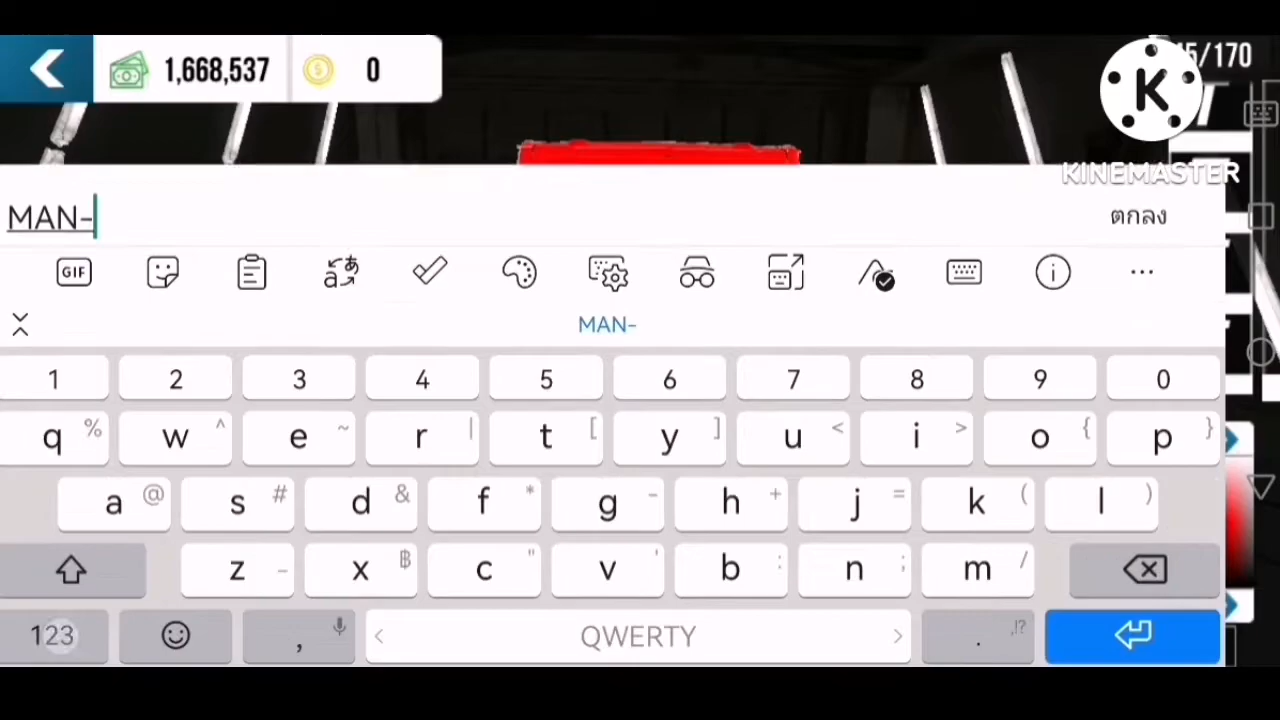 1,668,537 0 /170
K
KINEMASTER
MAN-
ตกลง
GIF
MAN-
1 2 3 4 5 6 7 8 9 0
q % w ^ e ~ r | t [ y ] u < i > o { p }
a @ s # d & f * g - h + j = k ( l )
z _ x ฿ c " v ' b : n ; m /
123 , < QWERTY > . ,!?